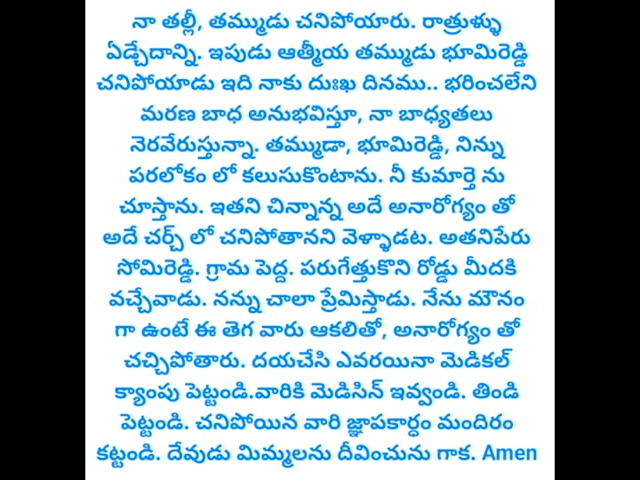 నా తల్లీ, తమ్ముడు చనిపోయారు. రాత్రుళ్ళు
ఏడ్చేదాన్ని. ఇపుడు ఆత్మీయ తమ్ముడు భూమిరెడ్డి
చనిపోయాడు ఇది నాకు దుఃఖ దినము.. భరించలేని
మరణ బాధ అనుభవిస్తూ, నా బాధ్యతలు
నెరవేరుస్తున్నా. తమ్ముడా, భూమిరెడ్డి, నిన్ను
పరలోకం లో కలుసుకొంటాను. నీ కుమార్తె ను
చూస్తాను. ఇతని చిన్నాన్న అదే అనారోగ్యం తో
అదే చర్చ్ లో చనిపోతానని వెళ్ళాడట. అతనిపేరు
సోమిరెడ్డి. గ్రామ పెద్ద. పరుగేత్తుకొని రోడ్డు మీదకి
వచ్చేవాడు. నన్ను చాలా ప్రేమిస్తాడు. నేను మౌనం
గా ఉంటే ఈ తెగ వారు ఆకలితో, అనారోగ్యం తో
చచ్చిపోతారు. దయచేసి ఎవరయినా మెడికల్
క్యాంపు పెట్టండి.వారికి మెడిసిన్ ఇవ్వండి. తిండి
పెట్టండి. చనిపోయిన వారి జ్ఞాపకార్ధం మందిరం
కట్టండి. దేవుడు మిమ్మలను దీవించును గాక. Amen